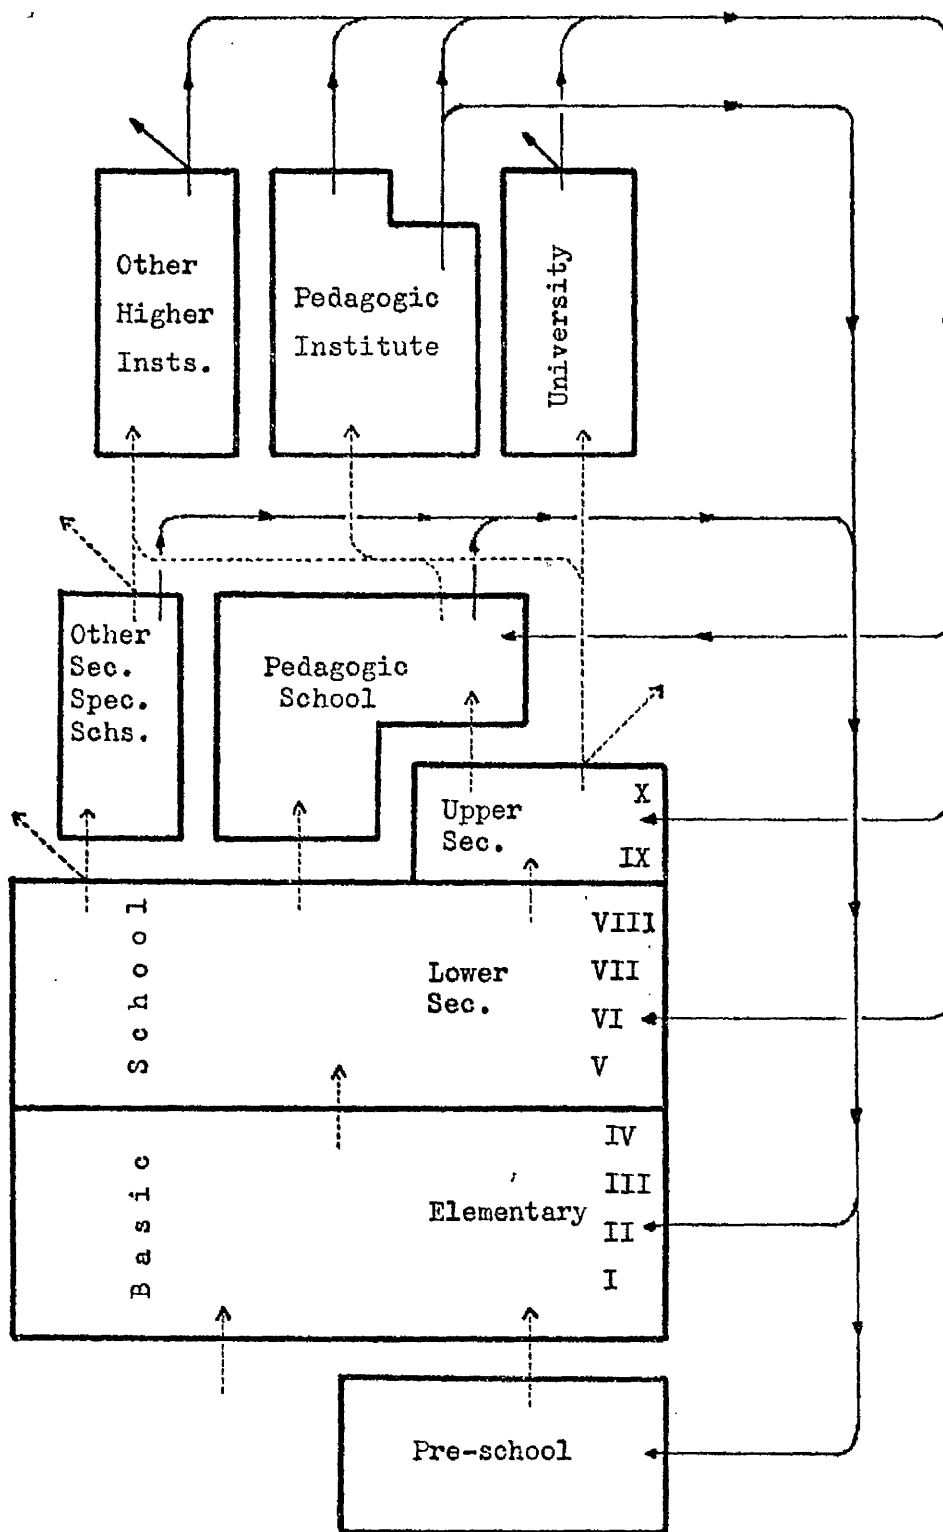 Other
Higher
Insts.
Pedagogic
Institute
University
Other
Sec.
Spec.
Schs.
Pedagogic
School
Upper
Sec.
X
IX
School
Lower
Sec.
VIII
VII
VI
V
Basic
Elementary
IV
III
II
I
Pre-school